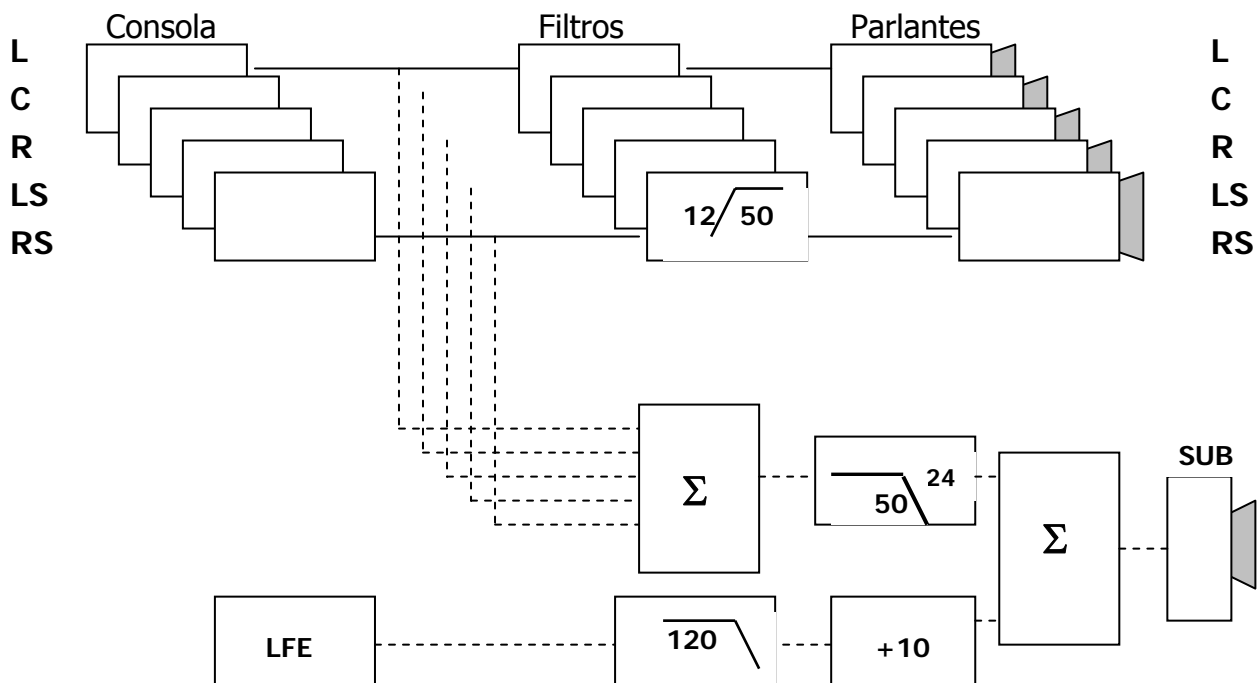 Consola Filtros Parlantes
L L
C C
R R
LS LS
RS RS
12 50
Σ
50 24
Σ
SUB
LFE
120
+10